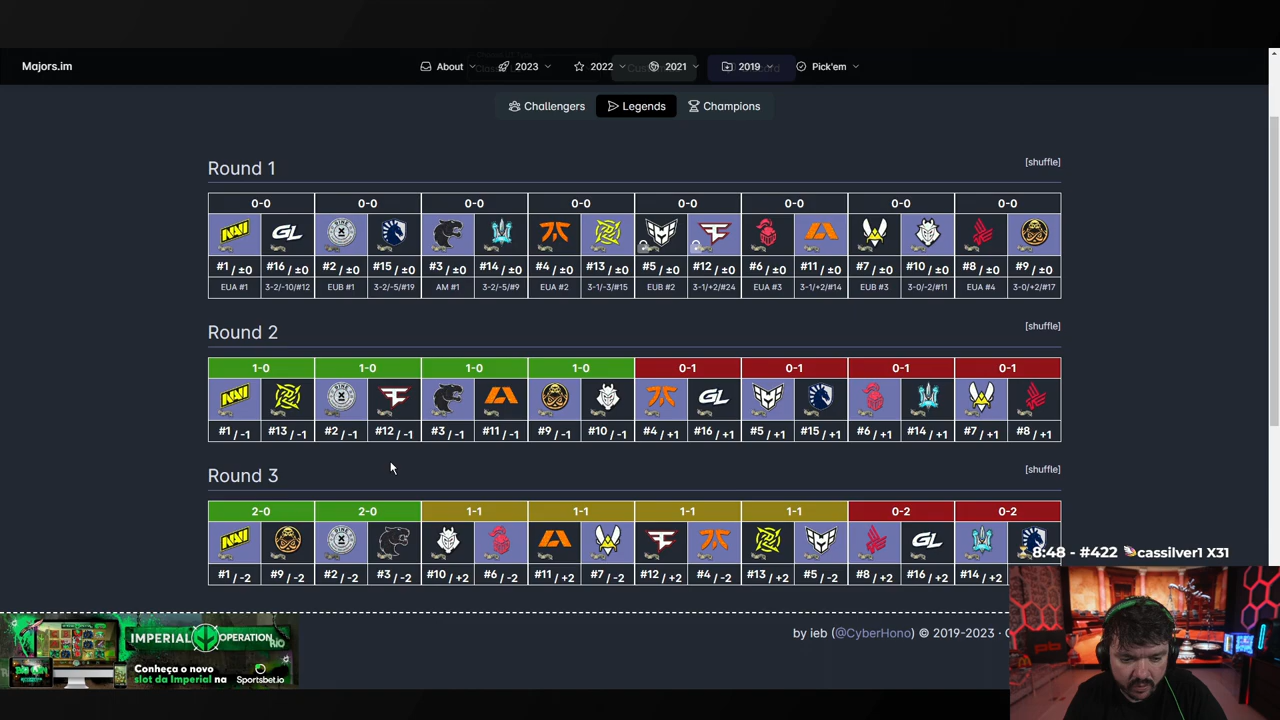 Majors.im
About 2023 2022 2021 2019 Pick'em
Challengers Legends Champions
Round 1 [shuffle]
0-0 0-0 0-0 0-0 0-0 0-0 0-0 0-0
#1 / ±0 #16 / ±0 #2 / ±0 #15 / ±0 #3 / ±0 #14 / ±0 #4 / ±0 #13 / ±0 #5 / ±0 #12 / ±0 #6 / ±0 #11 / ±0 #7 / ±0 #10 / ±0 #8 / ±0 #9 / ±0
EUA #1 3-2/-10/#12 EUB #1 3-2/-5/#19 AM #1 3-2/-5/#9 EUA #2 3-1/-3/#15 EUB #2 3-1/+2/#24 EUA #3 3-1/+2/#14 EUB #3 3-0/-2/#11 EUA #4 3-0/+2/#17
Round 2 [shuffle]
1-0 1-0 1-0 1-0 0-1 0-1 0-1 0-1
#1 / -1 #13 / -1 #2 / -1 #12 / -1 #3 / -1 #11 / -1 #9 / -1 #10 / -1 #4 / +1 #16 / +1 #5 / +1 #15 / +1 #6 / +1 #14 / +1 #7 / +1 #8 / +1
Round 3 [shuffle]
2-0 2-0 1-1 1-1 1-1 1-1 0-2 0-2
8:48 - #422 cassilver1 X31
#1 / -2 #9 / -2 #2 / -2 #3 / -2 #10 / +2 #6 / -2 #11 / +2 #7 / -2 #12 / +2 #4 / -2 #13 / +2 #5 / -2 #8 / +2 #16 / +2 #14 / +2
by ieb (@CyberHono) © 2019-2023 ·
IMPERIAL OPERATION
RIO
Conheça o novo
slot da Imperial na Sportsbet.io